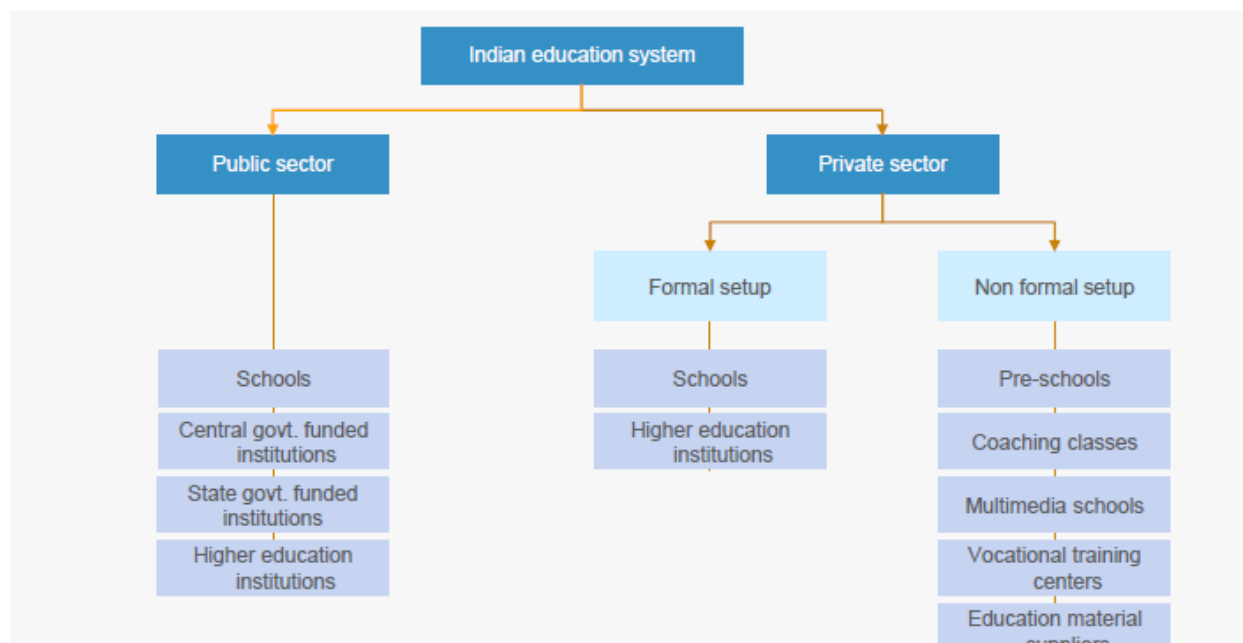 Indian education system
Public sector
Private sector
Formal setup
Non formal setup
Schools
Central govt. funded
institutions
State govt. funded
institutions
Higher education
institutions
Schools
Higher education
institutions
Pre-schools
Coaching classes
Multimedia schools
Vocational training
centers
Education material
suppliers